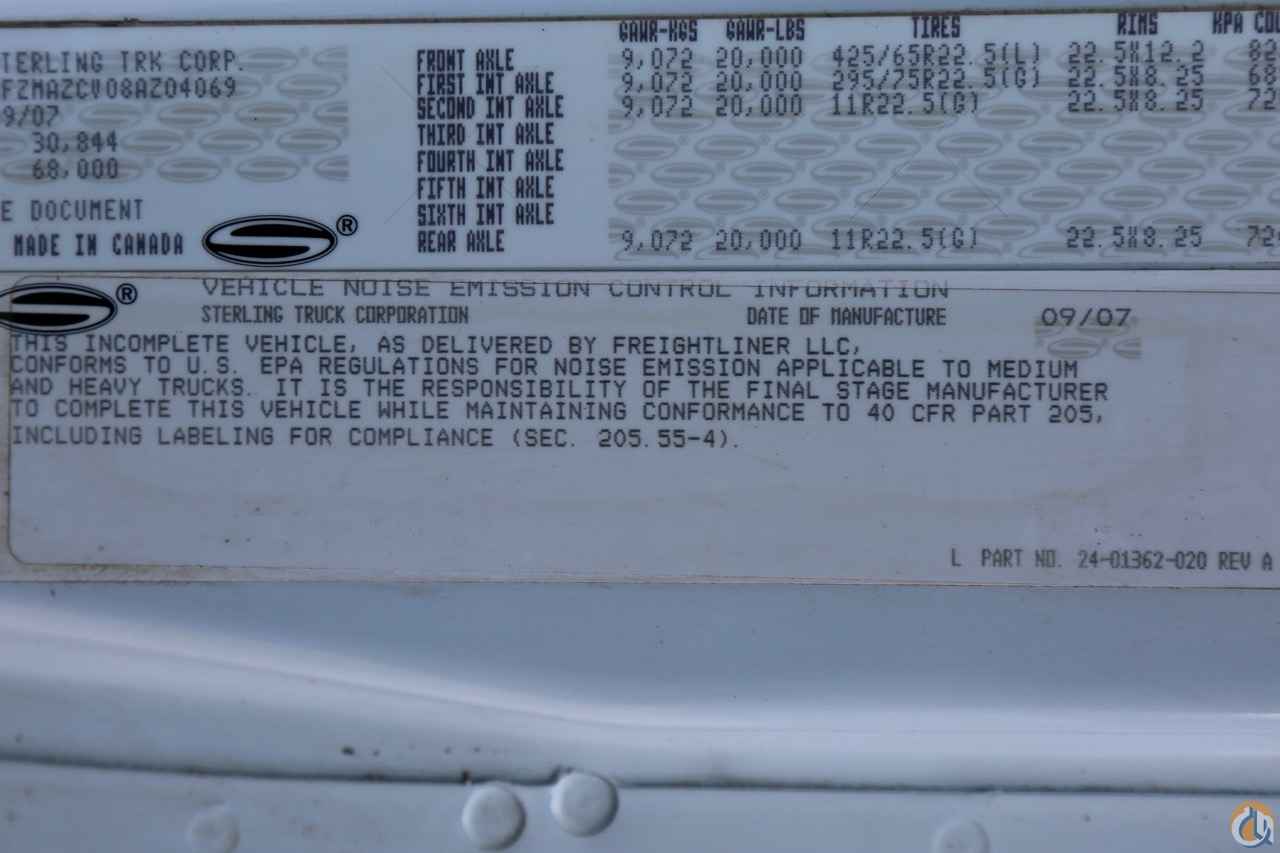 GAWR-KGS GAWR-LBS TIRES RIMS KPA COL
TERLING TRK CORP. FRONT AXLE 9,072 20,000 425/65R22.5(L) 22.5X12.2 82
FZMAZCV08AZ04069 FIRST INT AXLE 9,072 20,000 295/75R22.5(G) 22.5X8.25 68
9/07 SECOND INT AXLE 9,072 20,000 11R22.5(G) 22.5X8.25 72
30,844 THIRD INT AXLE
68,000 FOURTH INT AXLE
FIFTH INT AXLE
E DOCUMENT SIXTH INT AXLE
MADE IN CANADA ® REAR AXLE 9,072 20,000 11R22.5(G) 22.5X8.25 72
® VEHICLE NOISE EMISSION CONTROL INFORMATION
STERLING TRUCK CORPORATION DATE OF MANUFACTURE 09/07
THIS INCOMPLETE VEHICLE, AS DELIVERED BY FREIGHTLINER LLC,
CONFORMS TO U.S. EPA REGULATIONS FOR NOISE EMISSION APPLICABLE TO MEDIUM
AND HEAVY TRUCKS. IT IS THE RESPONSIBILITY OF THE FINAL STAGE MANUFACTURER
TO COMPLETE THIS VEHICLE WHILE MAINTAINING CONFORMANCE TO 40 CFR PART 205,
INCLUDING LABELING FOR COMPLIANCE (SEC. 205.55-4).
L PART NO. 24-01362-020 REV A